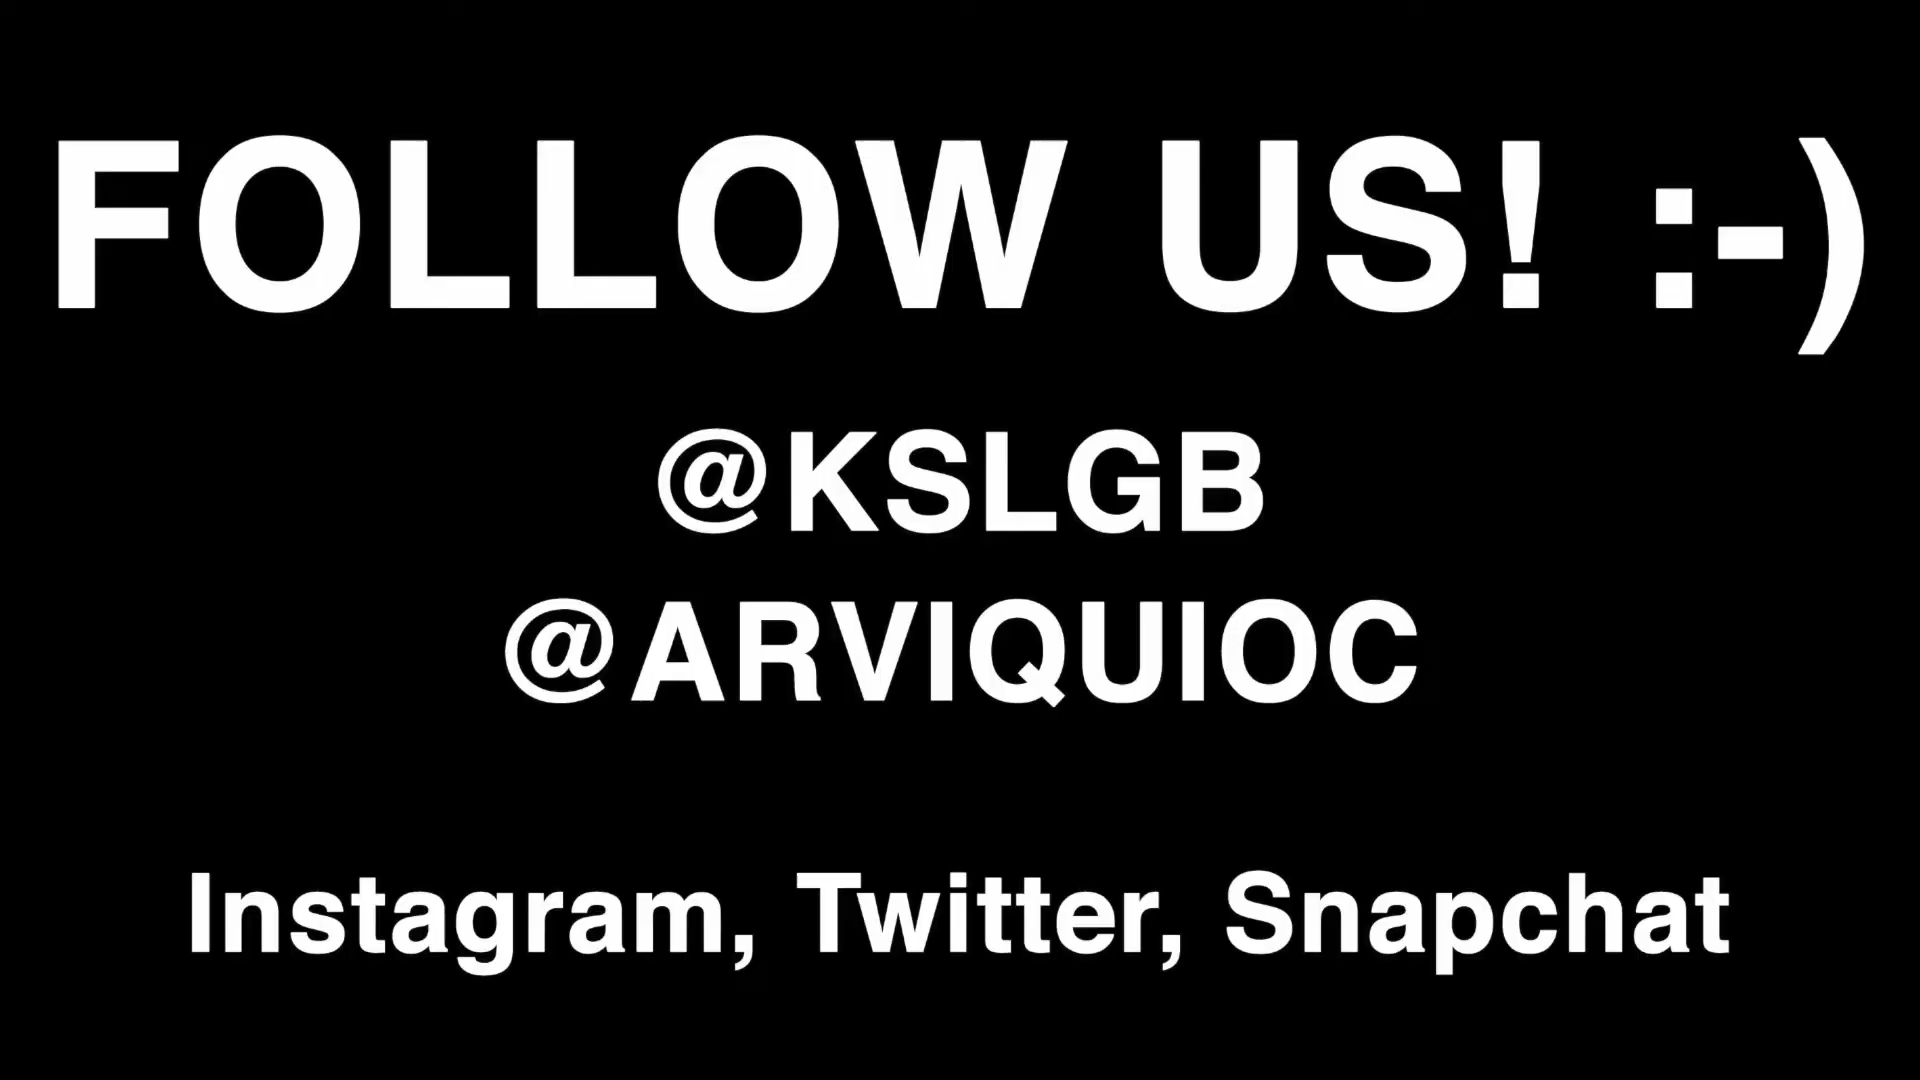 FOLLOW US! :-)
@KSLGB
@ARVIQUIOC
Instagram, Twitter, Snapchat